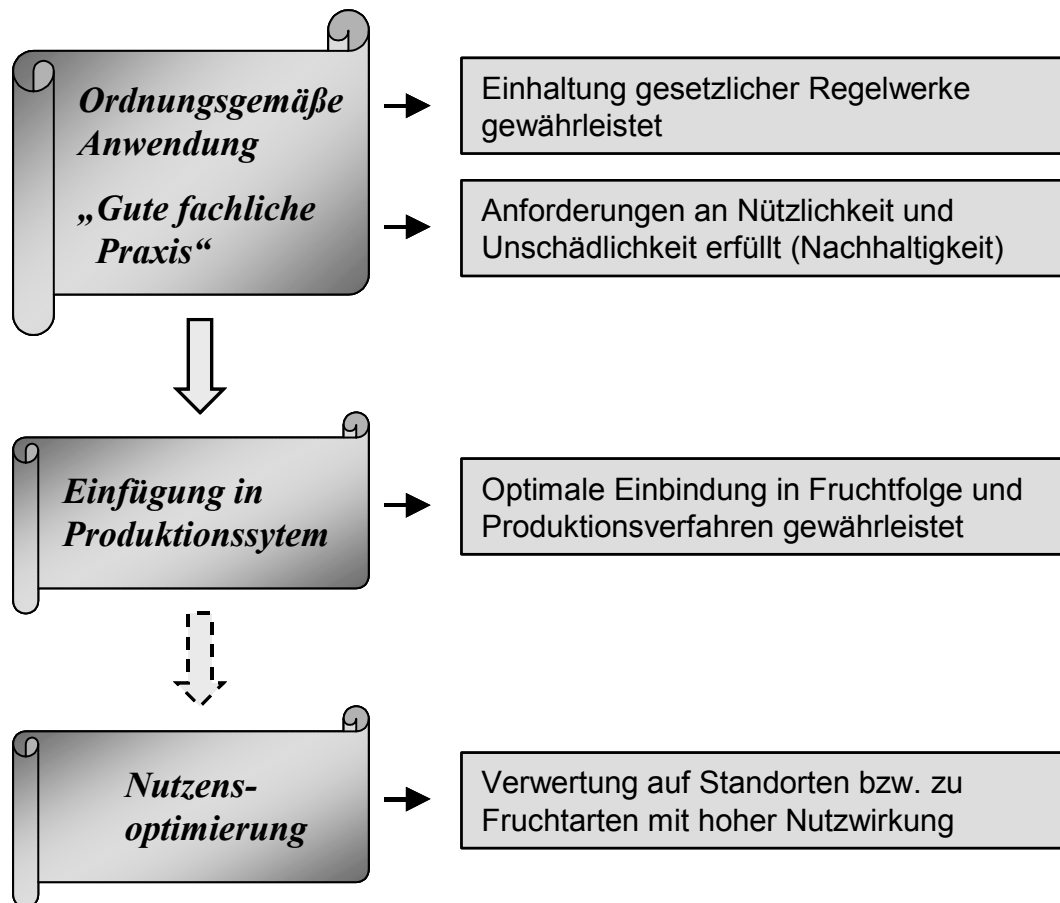 Ordnungsgemäße
Anwendung
„Gute fachliche
Praxis“
Einhaltung gesetzlicher Regelwerke
gewährleistet
Anforderungen an Nützlichkeit und
Unschädlichkeit erfüllt (Nachhaltigkeit)
Einfügung in
Produktionssytem
Optimale Einbindung in Fruchtfolge und
Produktionsverfahren gewährleistet
Nutzens-
optimierung
Verwertung auf Standorten bzw. zu
Fruchtarten mit hoher Nutzwirkung